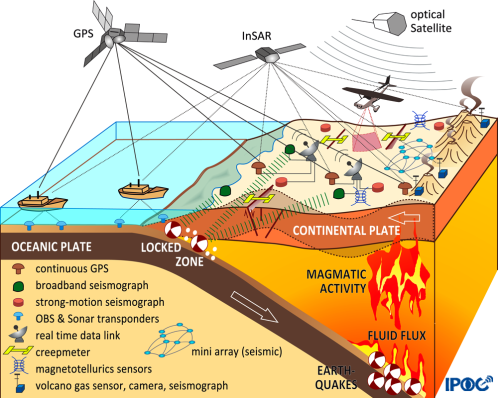 GPS
InSAR
optical
Satellite
OCEANIC PLATE
LOCKED
ZONE
CONTINENTAL PLATE
MAGMATIC
ACTIVITY
FLUID FLUX
EARTH-
QUAKES
continuous GPS
broadband seismograph
strong-motion seismograph
OBS & Sonar transponders
real time data link
creepmeter
magnetotellurics sensors
volcano gas sensor, camera, seismograph
mini array (seismic)
IPOC